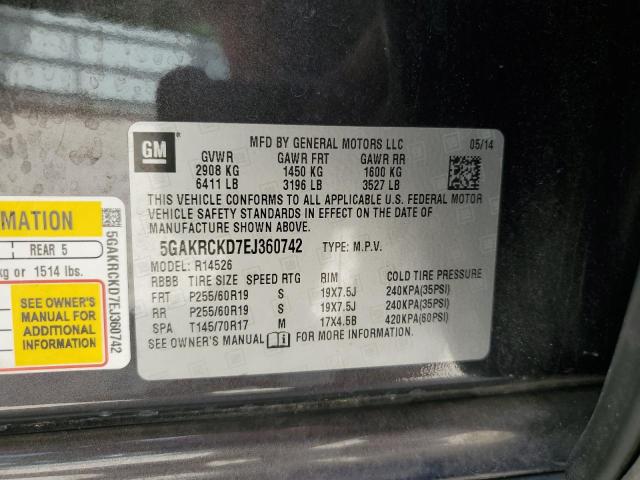 GM
MFD BY GENERAL MOTORS LLC 05/14
GVWR GAWR FRT GAWR RR
2908 KG 1450 KG 1600 KG
6411 LB 3196 LB 3527 LB
THIS VEHICLE CONFORMS TO ALL APPLICABLE U.S. FEDERAL MOTOR
VEHICLE SAFETY STANDARDS IN EFFECT ON THE DATE OF
MANUFACTURE SHOWN ABOVE.
5GAKRCKD7EJ360742 TYPE: M.P.V.
MODEL: R14526
RBBB TIRE SIZE SPEED RTG RIM COLD TIRE PRESSURE
FRT P255/60R19 S 19X7.5J 240KPA(35PSI)
RR P255/60R19 S 19X7.5J 240KPA(35PSI)
SPA T145/70R17 M 17X4.5B 420KPA(60PSI)
SEE OWNER'S MANUAL i FOR MORE INFORMATION.
REAR 5
kg or 1514 lbs.
SEE OWNER'S
MANUAL FOR
ADDITIONAL
INFORMATION
5GAKRCKD7EJ360742